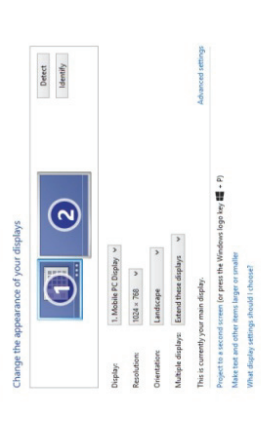 Change the appearance of your displays
1
2
Detect
Identify
Display: 1. Mobile PC Display
Resolution: 1024 × 768
Orientation: Landscape
Multiple displays: Extend these displays
This is currently your main display.
Advanced settings
Project to a second screen (or press the Windows logo key + P)
Make text and other items larger or smaller
What display settings should I choose?